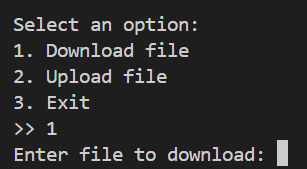 Select an option:
1. Download file
2. Upload file
3. Exit
>> 1
Enter file to download: